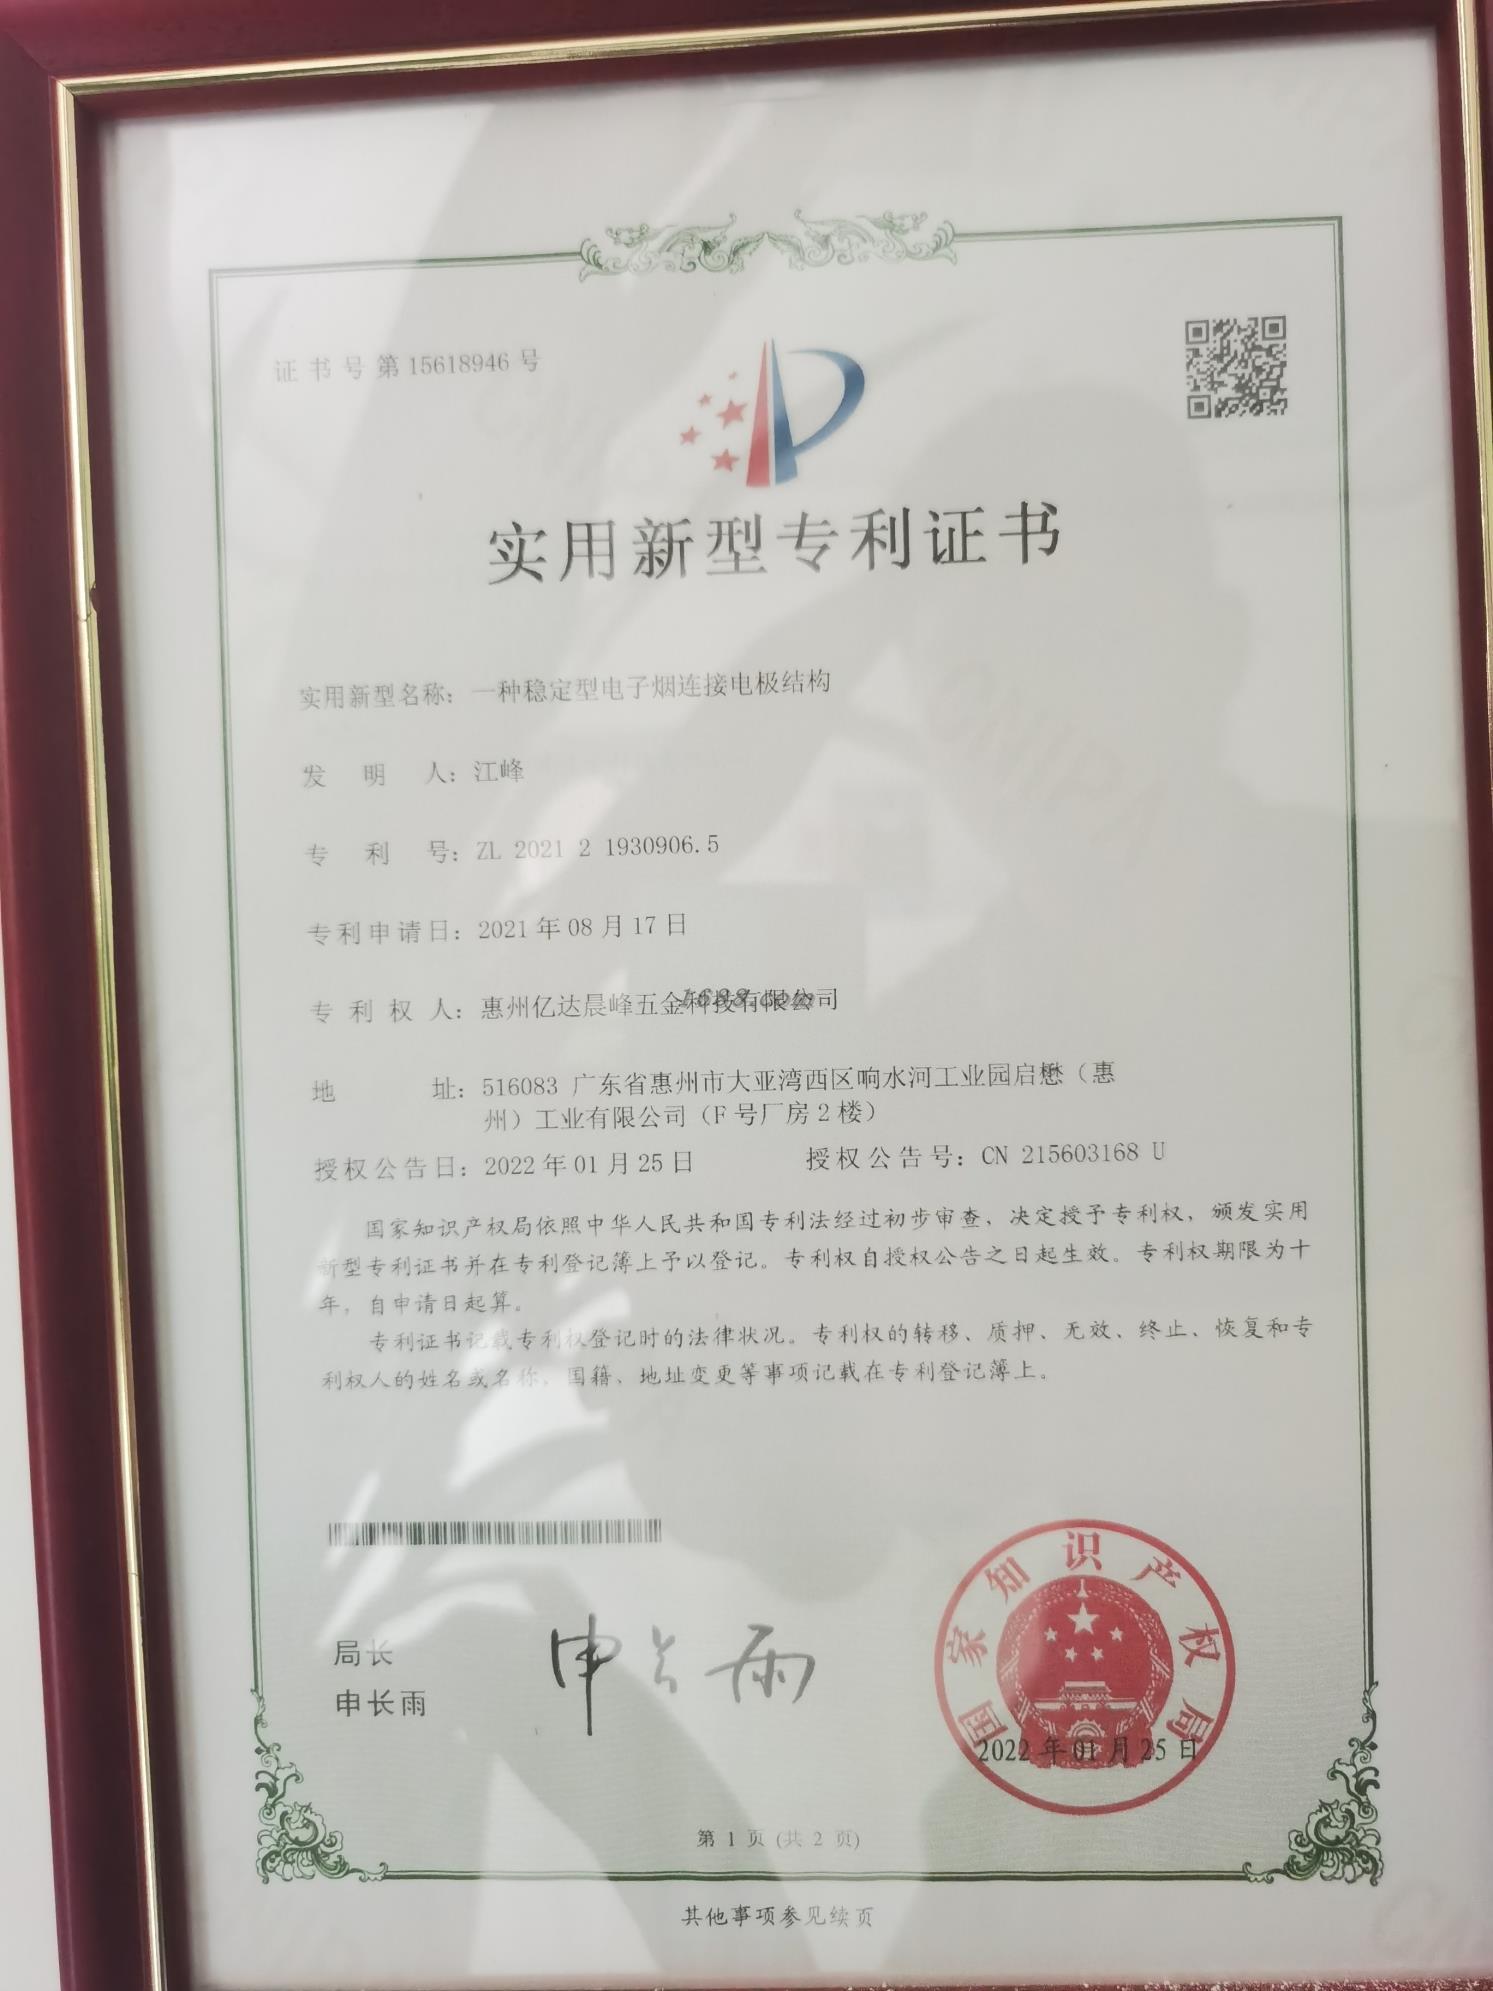 证书号第15618946号
实用新型专利证书
实用新型名称：一种稳定型电子烟连接电极结构
发明人：江峰
专利号：ZL 2021 2 1930906.5
专利申请日：2021年08月17日
专利权人：惠州亿达晨峰五金科技有限公司
1688.com
地址：516083 广东省惠州市大亚湾西区响水河工业园启懋（惠
州）工业有限公司（F号厂房2楼）
授权公告日：2022年01月25日 授权公告号：CN 215603168 U
国家知识产权局依照中华人民共和国专利法经过初步审查，决定授予专利权，颁发实用
新型专利证书并在专利登记簿上予以登记。专利权自授权公告之日起生效。专利权期限为十
年，自申请日起算。
专利证书记载专利权登记时的法律状况。专利权的转移、质押、无效、终止、恢复和专
利权人的姓名或名称、国籍、地址变更等事项记载在专利登记簿上。
局长
申长雨
申长雨
国家知识产权局
2022年01月25日
第 1 页 (共 2 页)
其他事项参见续页